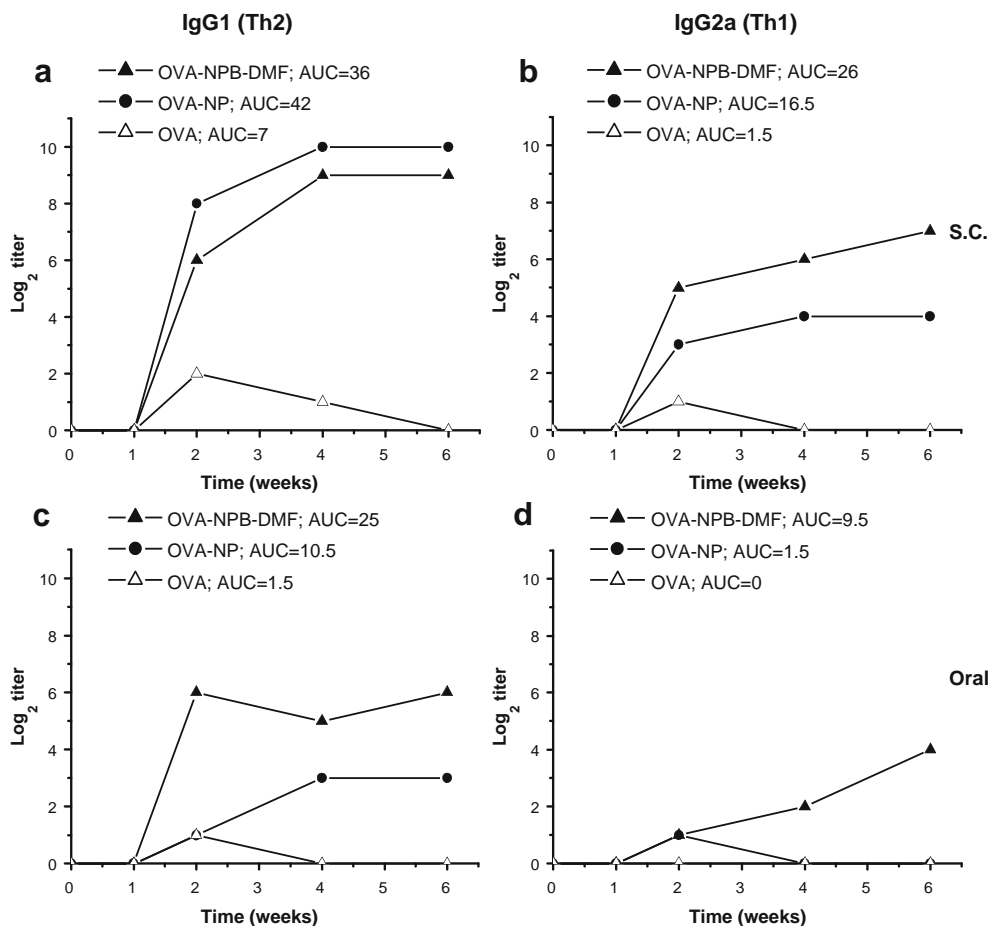 IgG1 (Th2)
IgG2a (Th1)
a
OVA-NPB-DMF; AUC=36
OVA-NP; AUC=42
OVA; AUC=7
10
8
6
4
2
0
Log2 titer
0 1 2 3 4 5 6
Time (weeks)
b
OVA-NPB-DMF; AUC=26
OVA-NP; AUC=16.5
OVA; AUC=1.5
10
8
6
4
2
0
Log2 titer
0 1 2 3 4 5 6
Time (weeks)
S.C.
c
OVA-NPB-DMF; AUC=25
OVA-NP; AUC=10.5
OVA; AUC=1.5
10
8
6
4
2
0
Log2 titer
0 1 2 3 4 5 6
Time (weeks)
d
OVA-NPB-DMF; AUC=9.5
OVA-NP; AUC=1.5
OVA; AUC=0
10
8
6
4
2
0
Log2 titer
0 1 2 3 4 5 6
Time (weeks)
Oral